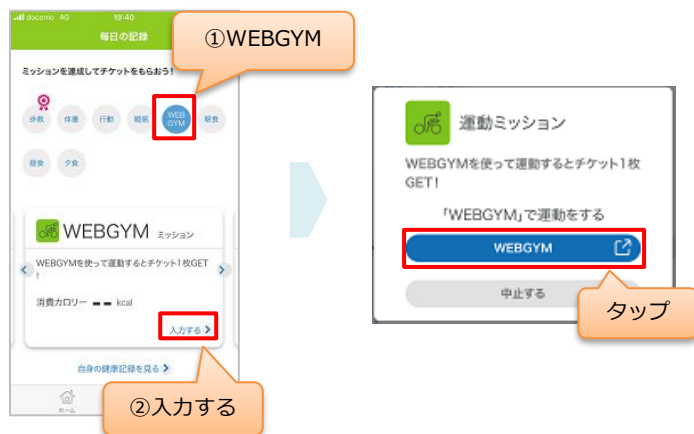 docomo 4G 19:40
毎日の記録
①WEBGYM
ミッションを達成してチケットをもらおう!
歩数 体重 行動 睡眠 WEB GYM 朝食
昼食 夕食
WEBGYM ミッション
WEBGYMを使って運動するとチケット1枚GET
!
消費カロリー -- kcal
入力する
自身の健康記録を見る
ホーム
②入力する
運動ミッション
WEBGYMを使って運動するとチケット1枚
GET!
「WEBGYM」で運動をする
WEBGYM
中止する
タップ